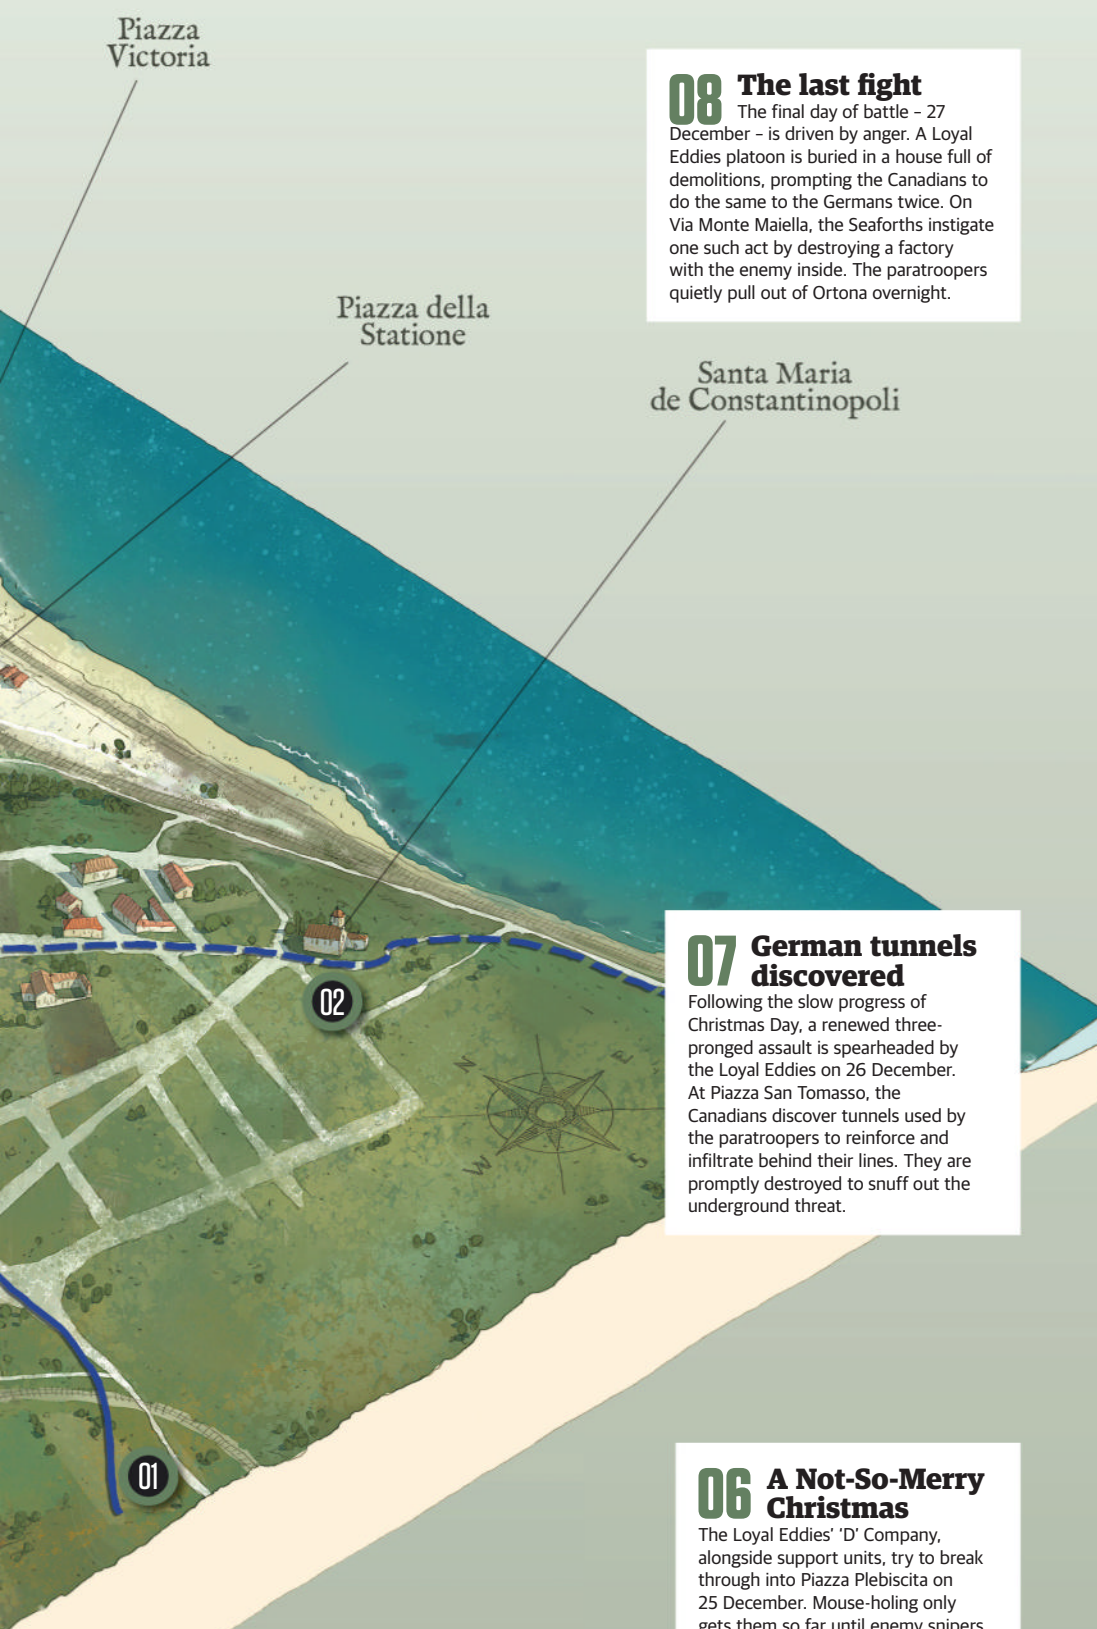 Piazza
Victoria
08 The last fight
The final day of battle – 27
December – is driven by anger. A Loyal
Eddies platoon is buried in a house full of
demolitions, prompting the Canadians to
do the same to the Germans twice. On
Via Monte Maiella, the Seaforths instigate
one such act by destroying a factory
with the enemy inside. The paratroopers
quietly pull out of Ortona overnight.
Piazza della
Statione
Santa Maria
de Constantinopoli
07 German tunnels
discovered
Following the slow progress of
Christmas Day, a renewed three-
pronged assault is spearheaded by
the Loyal Eddies on 26 December.
At Piazza San Tomasso, the
Canadians discover tunnels used by
the paratroopers to reinforce and
infiltrate behind their lines. They are
promptly destroyed to snuff out the
underground threat.
02
N
E
W
S
01
06 A Not-So-Merry
Christmas
The Loyal Eddies’ ‘D’ Company,
alongside support units, try to break
through into Piazza Plebiscita on
25 December. Mouse-holing only
gets them so far until enemy snipers